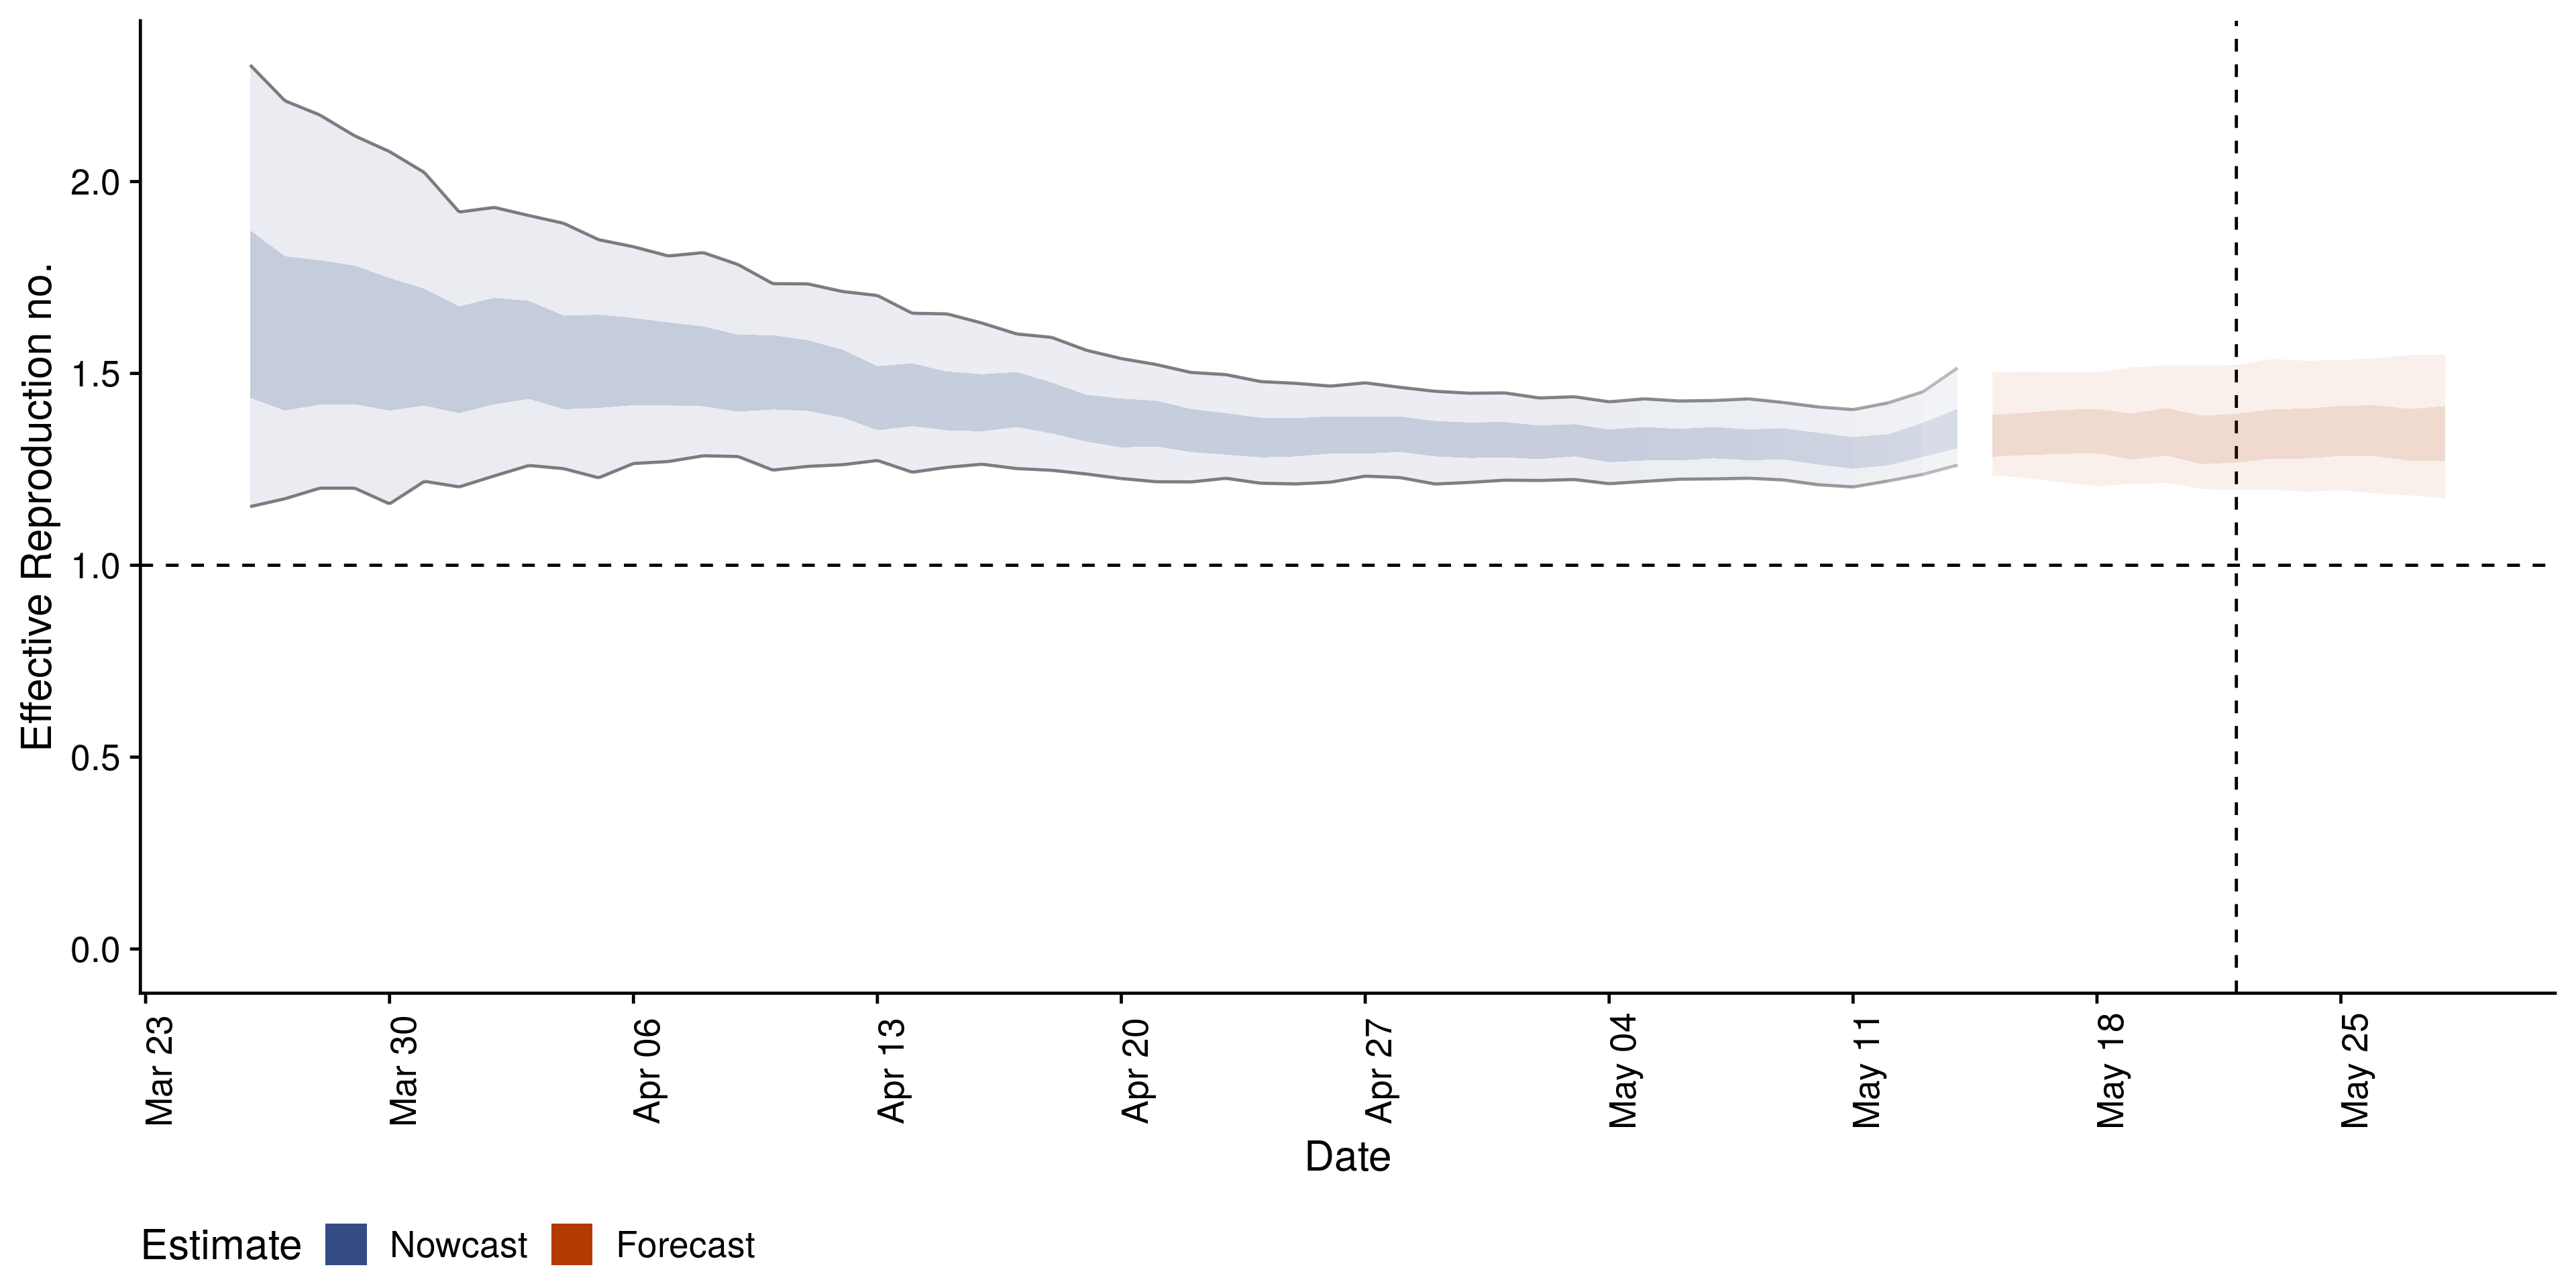 Effective Reproduction no.
2.0
1.5
1.0
0.5
0.0
Mar 23
Mar 30
Apr 06
Apr 13
Apr 20
Apr 27
May 04
May 11
May 18
May 25
Date
Estimate Nowcast Forecast